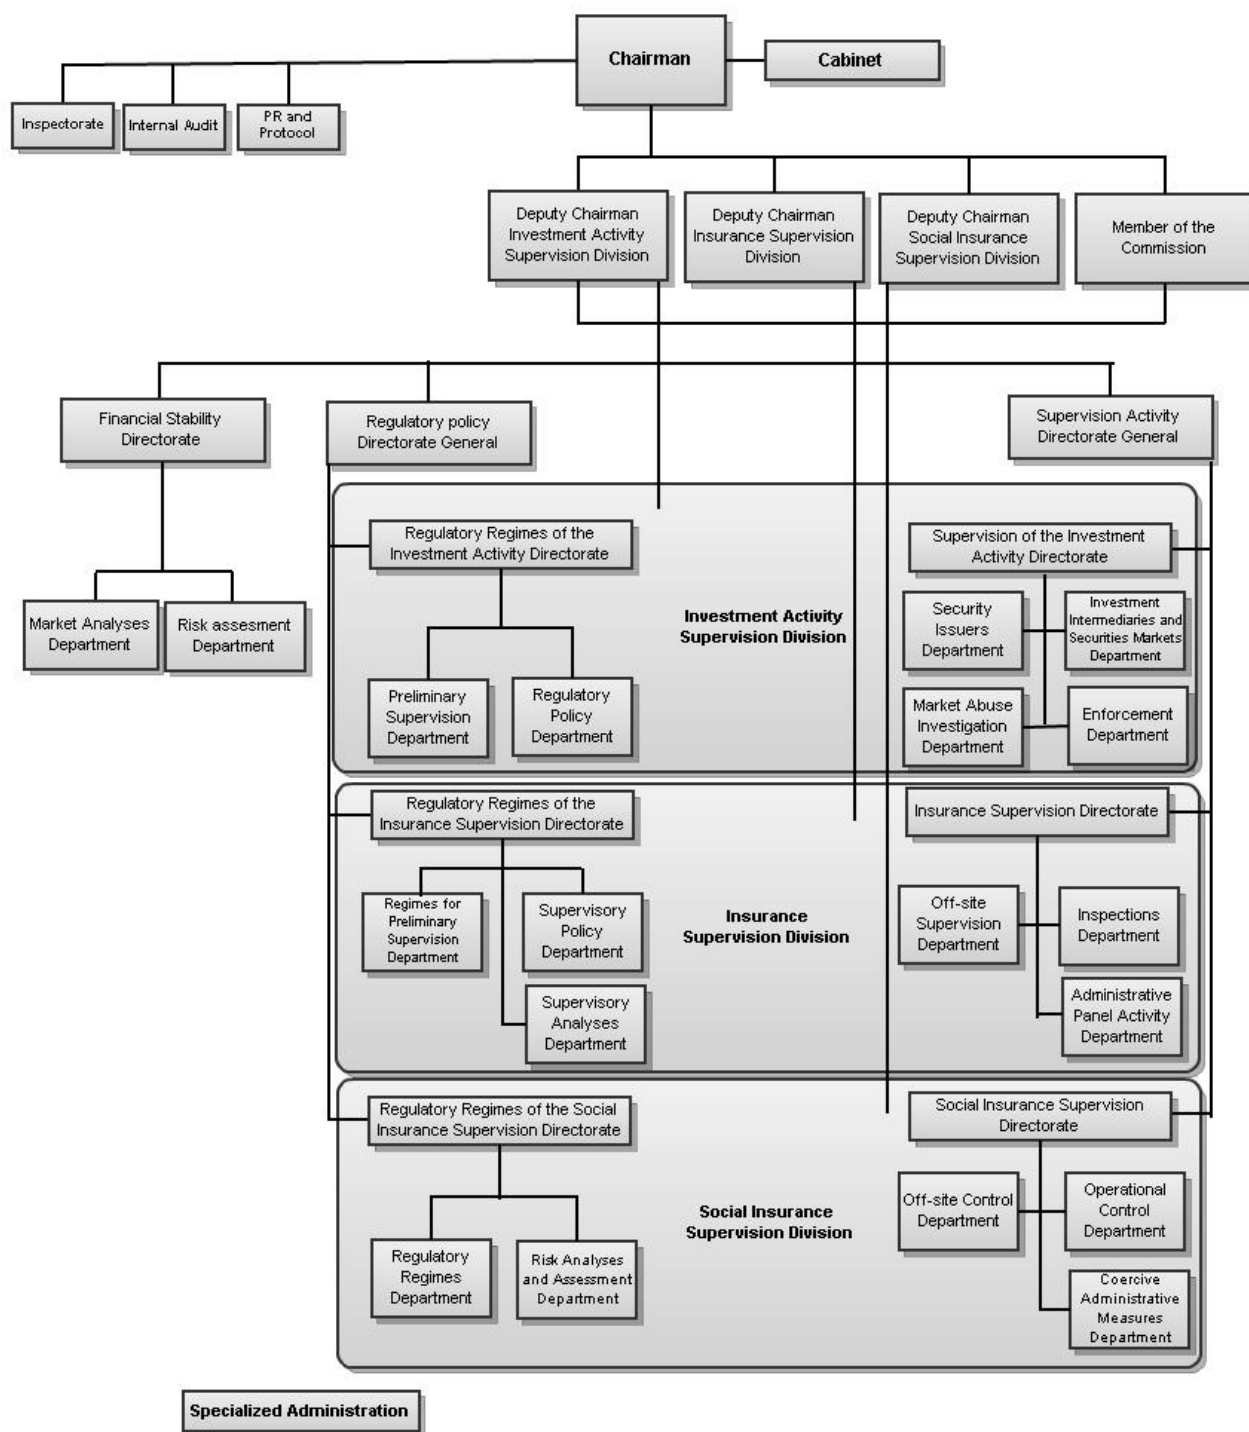 Chairman
Cabinet
Inspectorate
Internal Audit
PR and
Protocol
Deputy Chairman
Investment Activity
Supervision Division
Deputy Chairman
Insurance Supervision
Division
Deputy Chairman
Social Insurance
Supervision Division
Member of the
Commission
Financial Stability
Directorate
Regulatory policy
Directorate General
Supervision Activity
Directorate General
Market Analyses
Department
Risk assesment
Department
Regulatory Regimes of the
Investment Activity Directorate
Preliminary
Supervision
Department
Regulatory
Policy
Department
Investment Activity
Supervision Division
Supervision of the Investment
Activity Directorate
Security
Issuers
Department
Investment
Intermediaries and
Securities Markets
Department
Market Abuse
Investigation
Department
Enforcement
Department
Regulatory Regimes of the
Insurance Supervision Directorate
Regimes for
Preliminary
Supervision
Department
Supervisory
Policy
Department
Supervisory
Analyses
Department
Insurance
Supervision Division
Insurance Supervision Directorate
Off-site
Supervision
Department
Inspections
Department
Administrative
Panel Activity
Department
Regulatory Regimes of the Social
Insurance Supervision Directorate
Regulatory
Regimes
Department
Risk Analyses
and Assessment
Department
Social Insurance
Supervision Division
Social Insurance Supervision
Directorate
Off-site Control
Department
Operational
Control
Department
Coercive
Administrative
Measures
Department
Specialized Administration